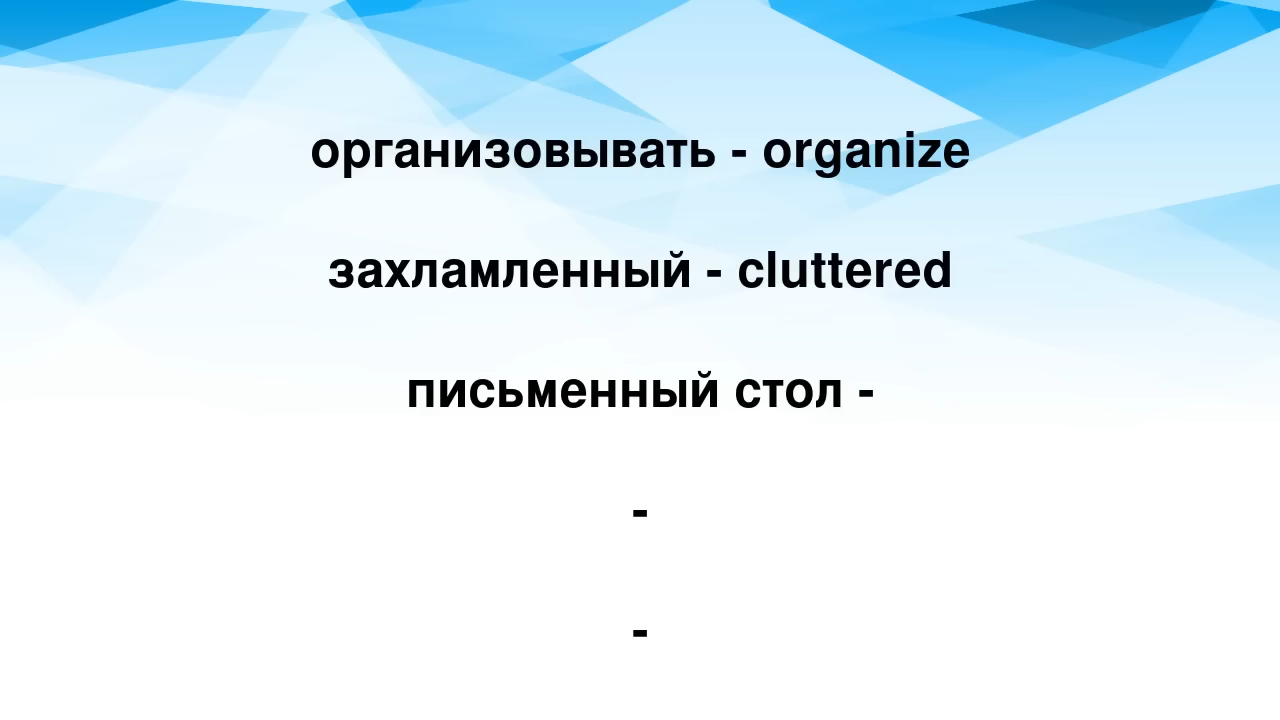 организовывать - organize
захламленный - cluttered
письменный стол -
-
-